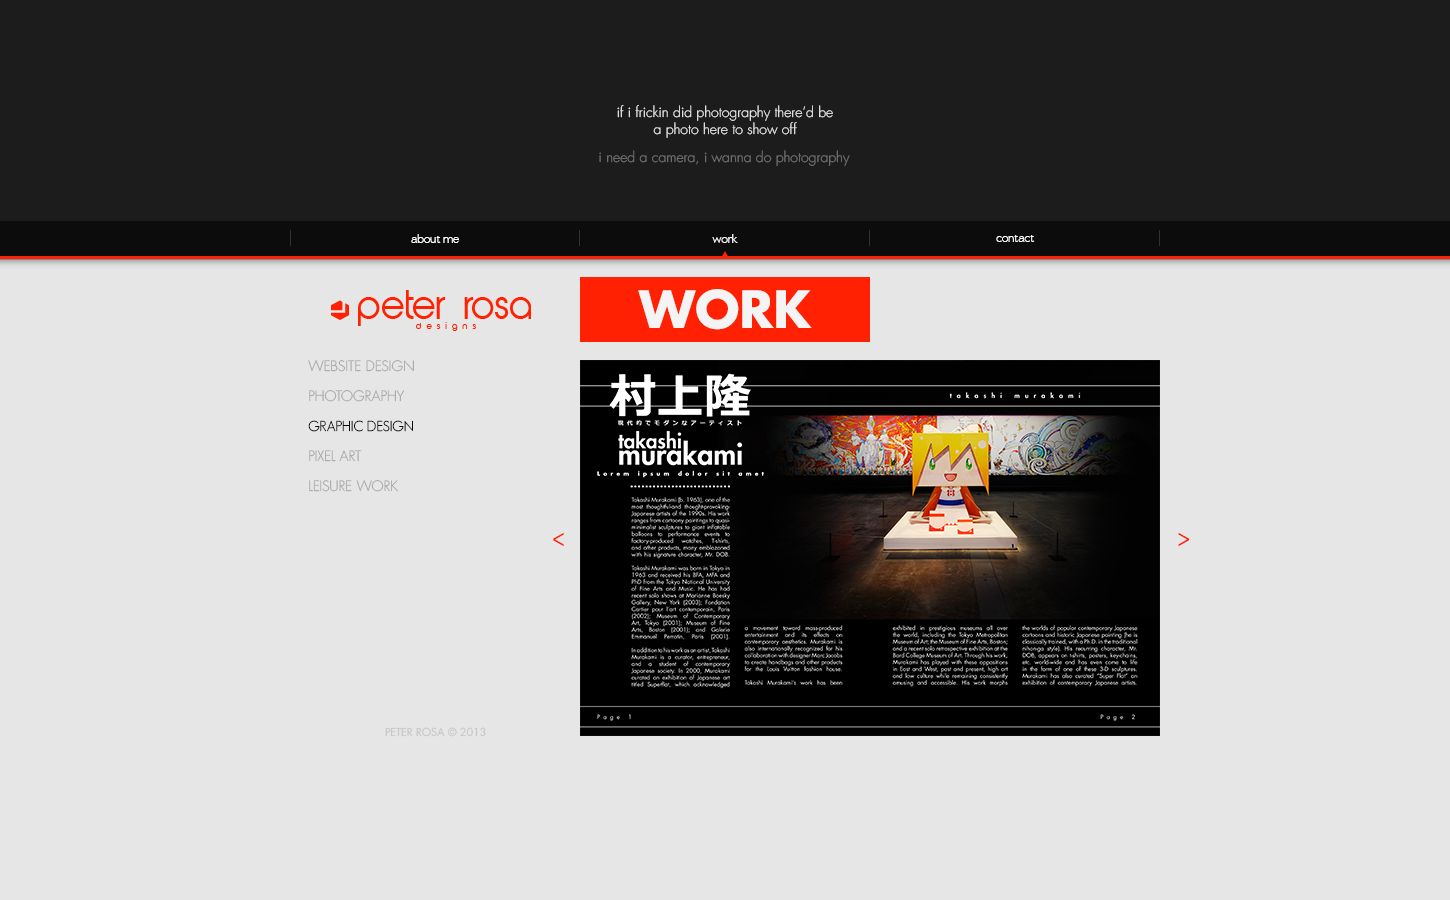 if i frickin did photography there'd be
a photo here to show off
i need a camera, i wanna do photography
about me
work
contact
peter rosa
designs
WORK
WEBSITE DESIGN
PHOTOGRAPHY
GRAPHIC DESIGN
PIXEL ART
LEISURE WORK
<
>
村上隆
現代的でモダンなアーティスト
takashi
murakami
Lorem ipsum dolor sit amet
takashi murakami
Takashi Murakami (b. 1963), one of the
most thoughtful-and thought-provoking-
Japanese artists of the 1990s. His work
ranges from cartoony paintings to quasi-
minimalist sculptures to giant inflatable
balloons to performance events to
factory-produced watches, T-shirts,
and other products, many emblazoned
with his signature character, Mr. DOB.
Takashi Murakami was born in Tokyo in
1963 and received his BFA, MFA and
PhD from the Tokyo National University
of Fine Arts and Music. He has had
recent solo shows at Marianne Boesky
Gallery, New York (2003); Fondation
Cartier pour l'art contemporain, Paris
(2002); Museum of Contemporary
Art, Tokyo (2001); Museum of Fine
Arts, Boston (2001); and Galerie
Emmanuel Perrotin, Paris (2001).
In addition to his work as an artist, Takashi
Murakami is a curator, entrepreneur,
and a student of contemporary
Japanese society. In 2000, Murakami
curated an exhibition of Japanese art
titled Superflat, which acknowledged
a movement toward mass-produced
entertainment and its effects on
contemporary aesthetics. Murakami is
also internationally recognized for his
collaboration with designer Marc Jacobs
to create handbags and other products
for the Louis Vuitton fashion house.
Takashi Murakami's work has been
exhibited in prestigious museums all over
the world, including the Tokyo Metropolitan
Museum of Art; the Museum of Fine Arts, Boston;
and a recent solo retrospective exhibition at the
Bard College Museum of Art. Through his work,
Murakami has played with these oppositions
in East and West, past and present, high art
and low culture while remaining consistently
amusing and accessible. His work morphs
the worlds of popular contemporary Japanese
cartoons and historic Japanese painting (he is
classically trained, with a Ph.D. in the traditional
nihonga style). His recurring character, Mr.
DOB, appears on t-shirts, posters, keychains,
etc. worldwide and has even come to life
in the form of one of these 3-D sculptures.
Murakami has also curated "Super Flat" an
exhibition of contemporary Japanese artists.
Page 1
Page 2
PETER ROSA © 2013